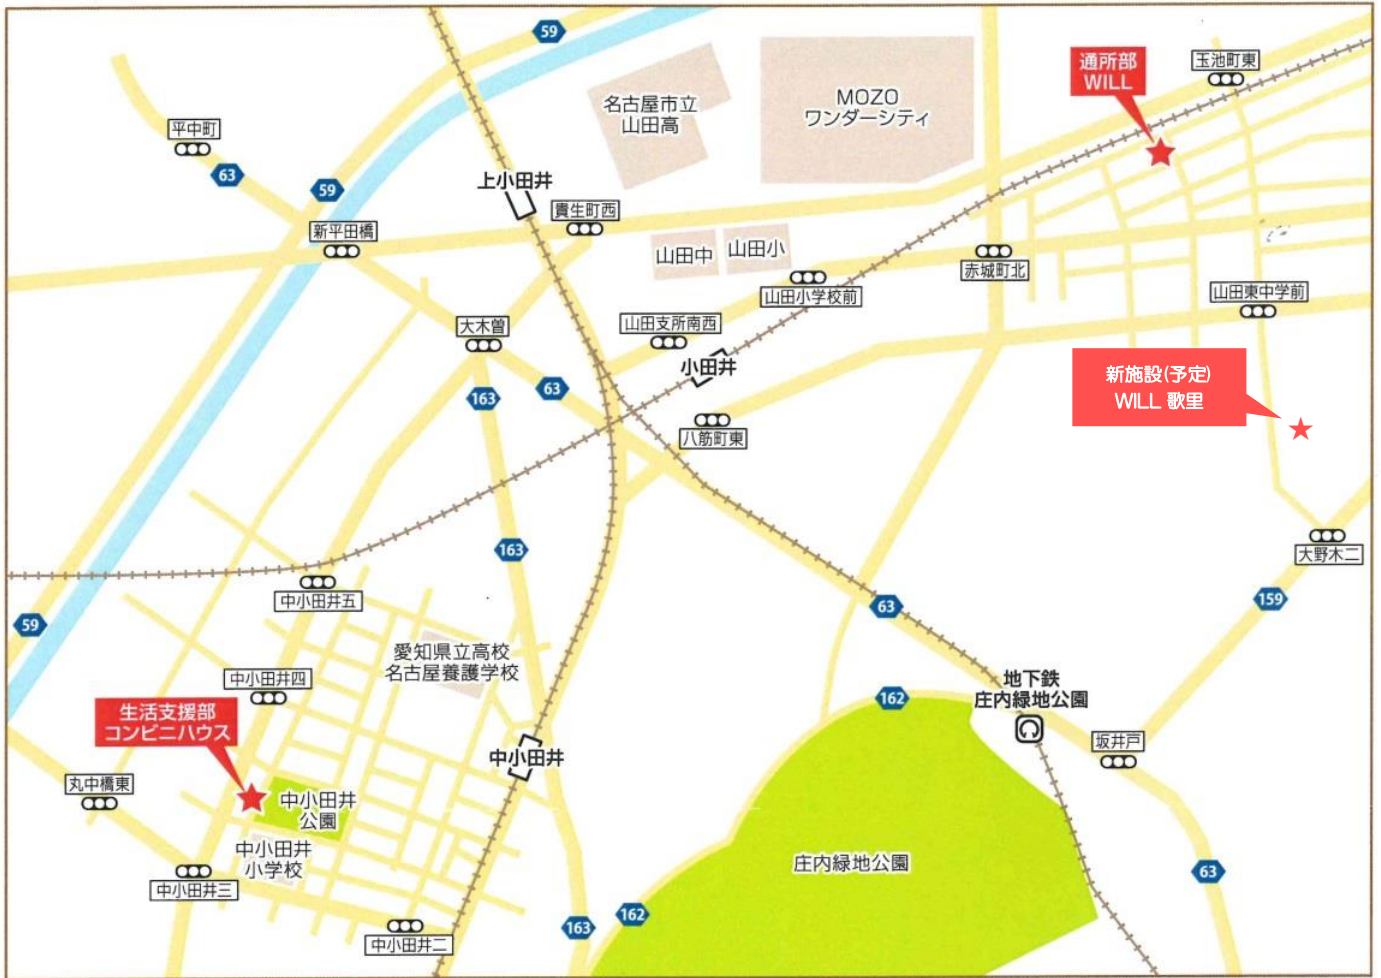 59
通所部
WILL
玉池町東
名古屋市立
山田高
MOZO
ワンダーシティ
平中町
63
59
上小田井
貴生町西
新平田橋
山田中
山田小
赤城町北
山田小学校前
山田東中学前
大木曽
山田支所南西
小田井
新施設(予定)
WILL 歌里
163
63
八筋町東
163
大野木二
中小田井五
59
63
159
愛知県立高校
名古屋養護学校
中小田井四
地下鉄
庄内緑地公園
162
生活支援部
コンビニハウス
中小田井
坂井戸
丸中橋東
中小田井
公園
中小田井
小学校
庄内緑地公園
63
中小田井三
162
163
中小田井二